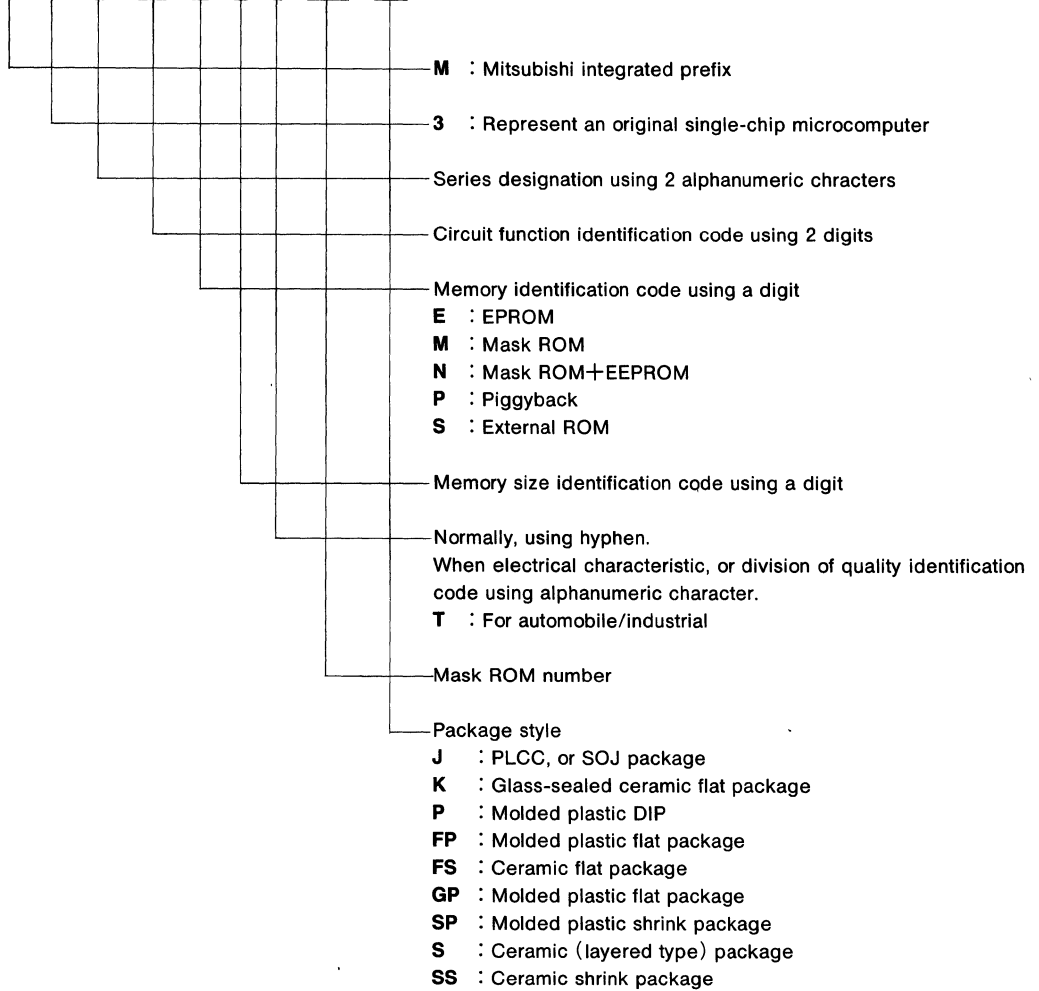 M : Mitsubishi integrated prefix
3 : Represent an original single-chip microcomputer
Series designation using 2 alphanumeric chracters
Circuit function identification code using 2 digits
Memory identification code using a digit
E : EPROM
M : Mask ROM
N : Mask ROM+EEPROM
P : Piggyback
S : External ROM
Memory size identification code using a digit
Normally, using hyphen.
When electrical characteristic, or division of quality identification
code using alphanumeric character.
T : For automobile/industrial
Mask ROM number
Package style
J : PLCC, or SOJ package
K : Glass-sealed ceramic flat package
P : Molded plastic DIP
FP : Molded plastic flat package
FS : Ceramic flat package
GP : Molded plastic flat package
SP : Molded plastic shrink package
S : Ceramic (layered type) package
SS : Ceramic shrink package